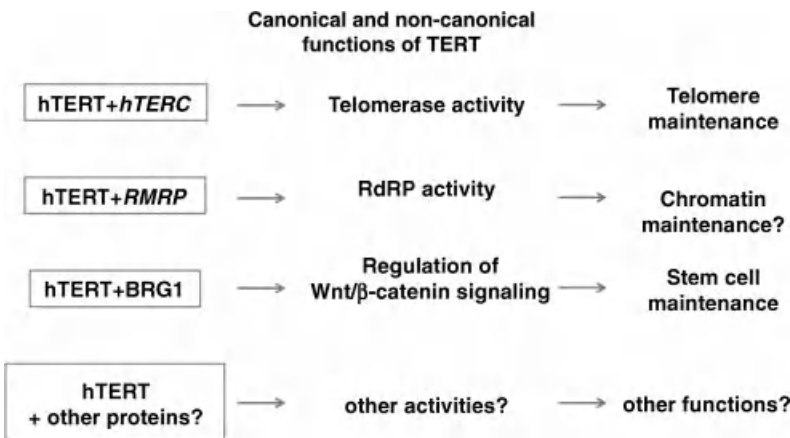 Canonical and non-canonical
functions of TERT
hTERT+hTERC
Telomerase activity
Telomere
maintenance
hTERT+RMRP
RdRP activity
Chromatin
maintenance?
hTERT+BRG1
Regulation of
Wnt/β-catenin signaling
Stem cell
maintenance
hTERT
+ other proteins?
other activities?
other functions?